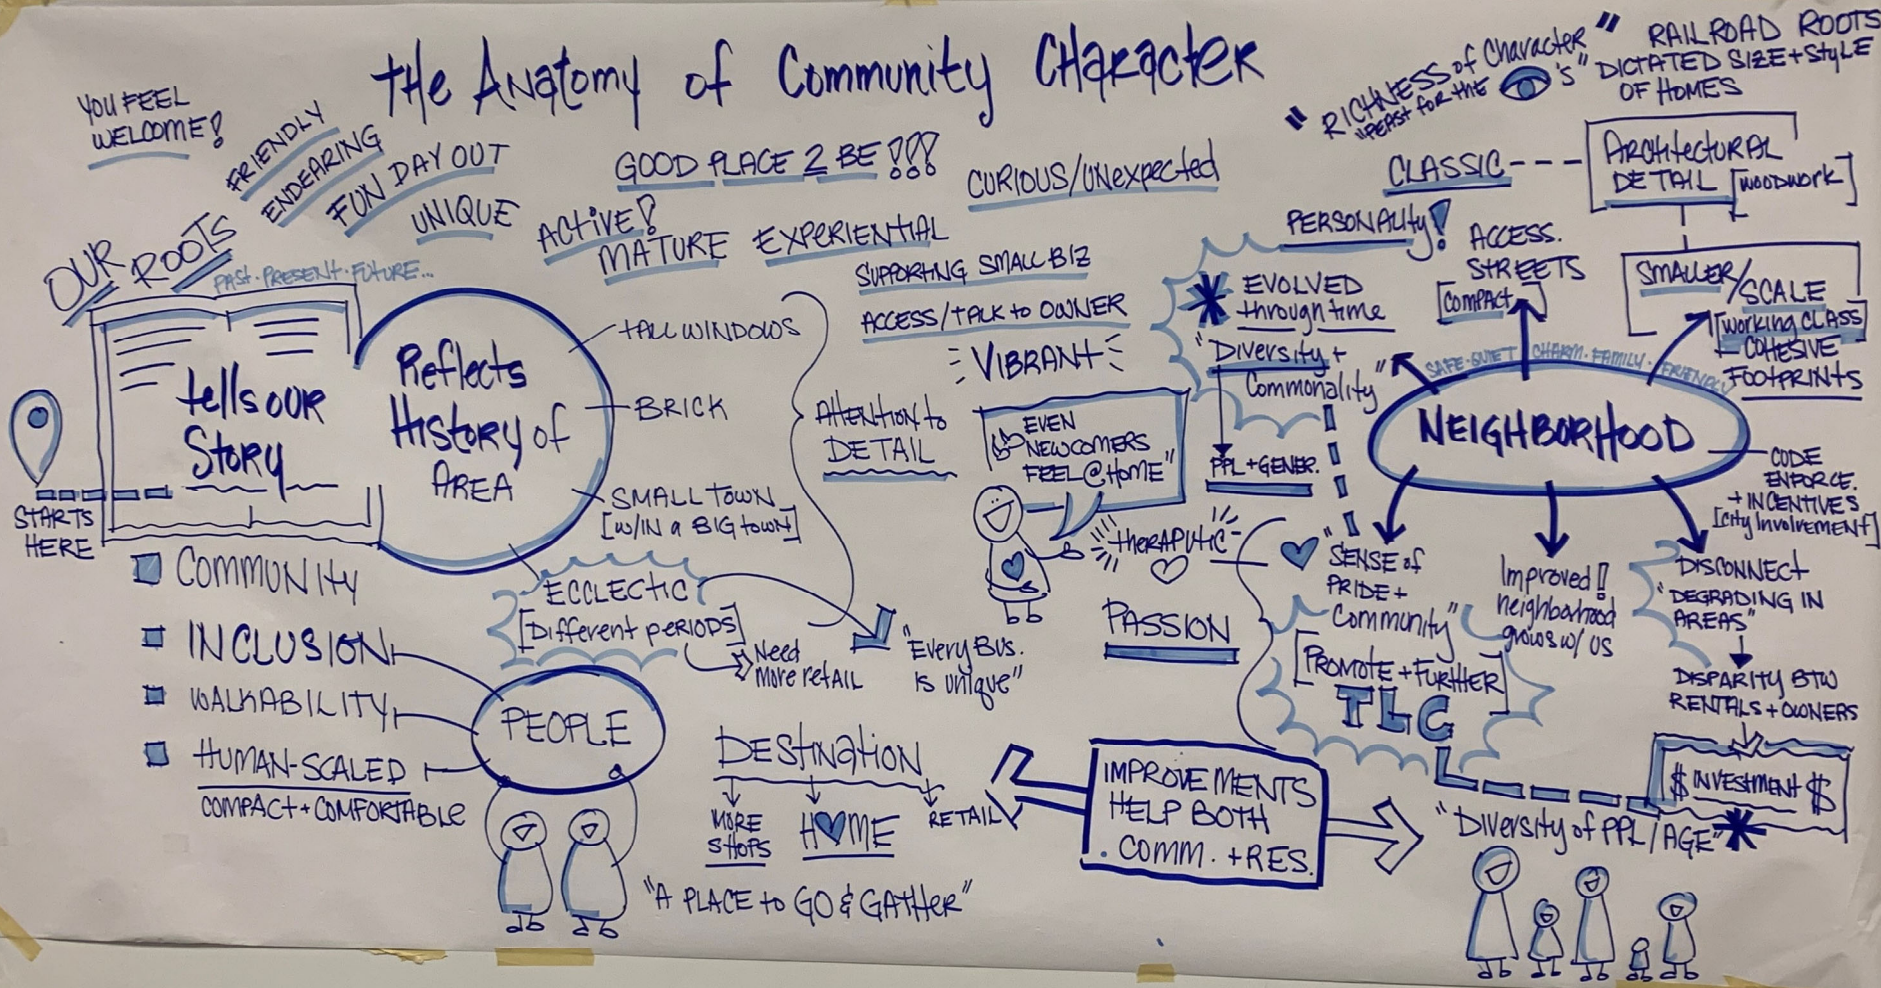 tHe Anatomy of Community CHaracter
YOU FEEL
WELCOME!
FRIENDLY
ENDEARING
FUN DAY OUT
UNIQUE
GOOD PLACE 2 BE!!!
ACTIVE!
MATURE
EXPERIENTIAL
CURIOUS/UNexpected
SUPPORTING SMALL BIZ
ACCESS/TALK to OWNER
VIBRANT
"RICHNESS of Character"
"FEAST FOR tHe 's"
RAILROAD ROOTS
DICTATED SIZE + StyLE
OF HOMES
CLASSIC
ARCHitectURAL
DETAIL [WOODWORK]
SMALLER/
SCALE
[working CLASS]
COHESIVE
FOOtPRINTS
PERSONALity!
ACCESS.
STREETS
[COMPACT]
EVOLVED
through time
"Diversity +
Commonality"
PPL + GENER.
OUR ROOTS
PAST·PRESENT·FUTURE...
tells OUR
Story
STARTS
HERE
Reflects
HIStORY of
AREA
tALL WINDOWS
BRICK
SMALL TOWN
[W/IN a BIG tOWN]
AttENTION to
DETAIL
ECCLECTIC
[Different PERIODS]
Need
More retAIL
"Every Bus.
is UNIQUE"
EVEN
NEWCOMERS
FEEL @ HOME"
tHeRAPUtIC
PASSION
SAFE·QUIET·CHARM·FAMILY·FRIENDLY
NEIGHBORHOOD
CODE
ENFORCE.
+ INCENTIVES
[City Involvement]
"SENSE of
PRIDE +
Community"
[PROMOTE + FURtHER]
TLC
Improved!
neighborhood
grows w/ US
DISCONNECT
"DEGRADING IN
AREAS"
DISPARITY BTW
RENTALS + OWNERS
$ INVESTMENT $
"Diversity of PPL/AGE"
COMMUNITY
INCLUSION
WALKABILITY
HUMAN-SCALED
COMPACT + COMFORTABLE
PEOPLE
DEStINAtION
MORE
SHOPS
HOME
RETAIL
"A PLACE to GO & GATHER"
IMPROVEMENTS
HELP BOTH
. COMM. + RES.